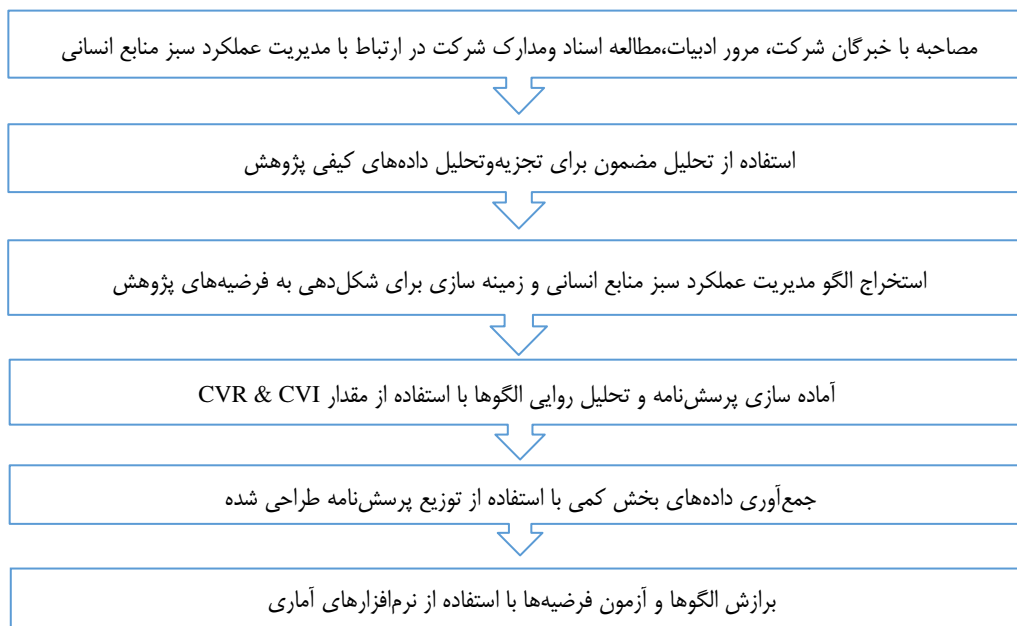 مصاحبه با خبرگان شرکت، مرور ادبیات،مطالعه اسناد ومدارک شرکت در ارتباط با مدیریت عملکرد سبز منابع انسانی
استفاده از تحلیل مضمون برای تجزیه‌وتحلیل داده‌های کیفی پژوهش
استخراج الگو مدیریت عملکرد سبز منابع انسانی و زمینه سازی برای شکل‌دهی به فرضیه‌های پژوهش
آماده سازی پرسش‌نامه و تحلیل روایی الگوها با استفاده از مقدار CVR & CVI
جمع‌آوری داده‌های بخش کمی با استفاده از توزیع پرسش‌نامه طراحی شده
برازش الگوها و آزمون فرضیه‌ها با استفاده از نرم‌افزارهای آماری